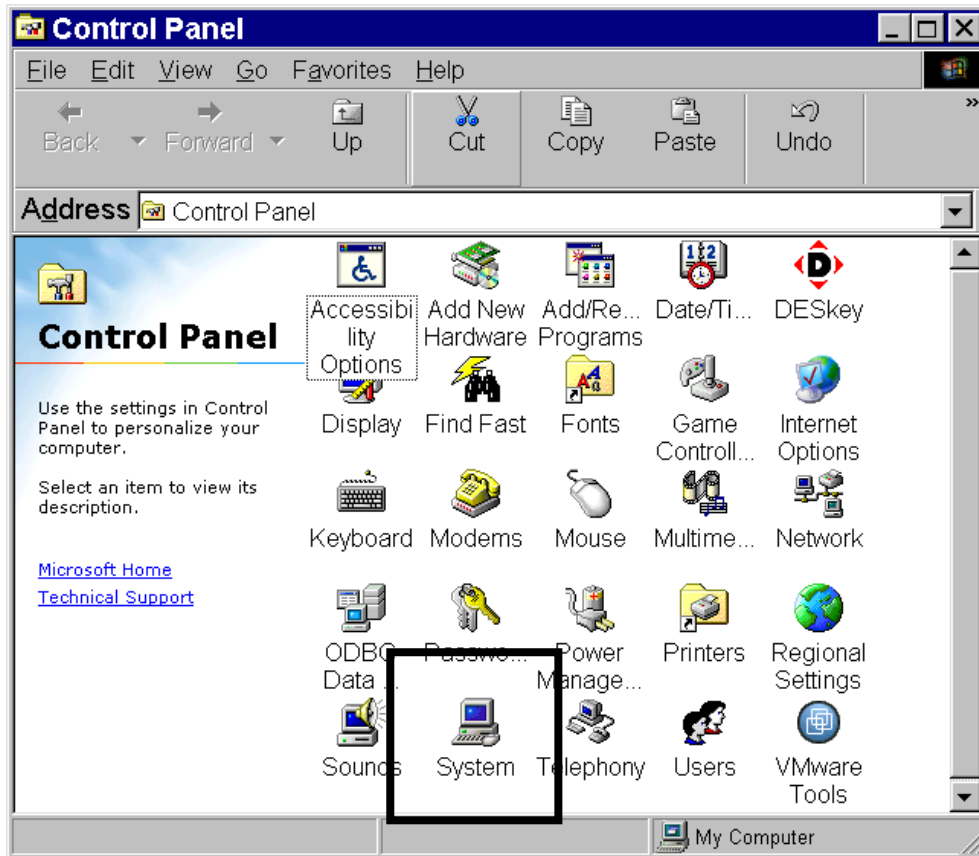 Control Panel
File Edit View Go Favorites Help
Back Forward Up Cut Copy Paste Undo »
Address Control Panel
Control Panel
Use the settings in Control
Panel to personalize your
computer.
Select an item to view its
description.
Microsoft Home
Technical Support
Accessibi Add New Add/Re... Date/Ti... DESkey
lity Hardware Programs
Options
Display Find Fast Fonts Game Internet
Controll... Options
Keyboard Modems Mouse Multime... Network
ODBC Passwo... Power Printers Regional
Data ... Manage... Settings
Sounds System Telephony Users VMware
Tools
My Computer